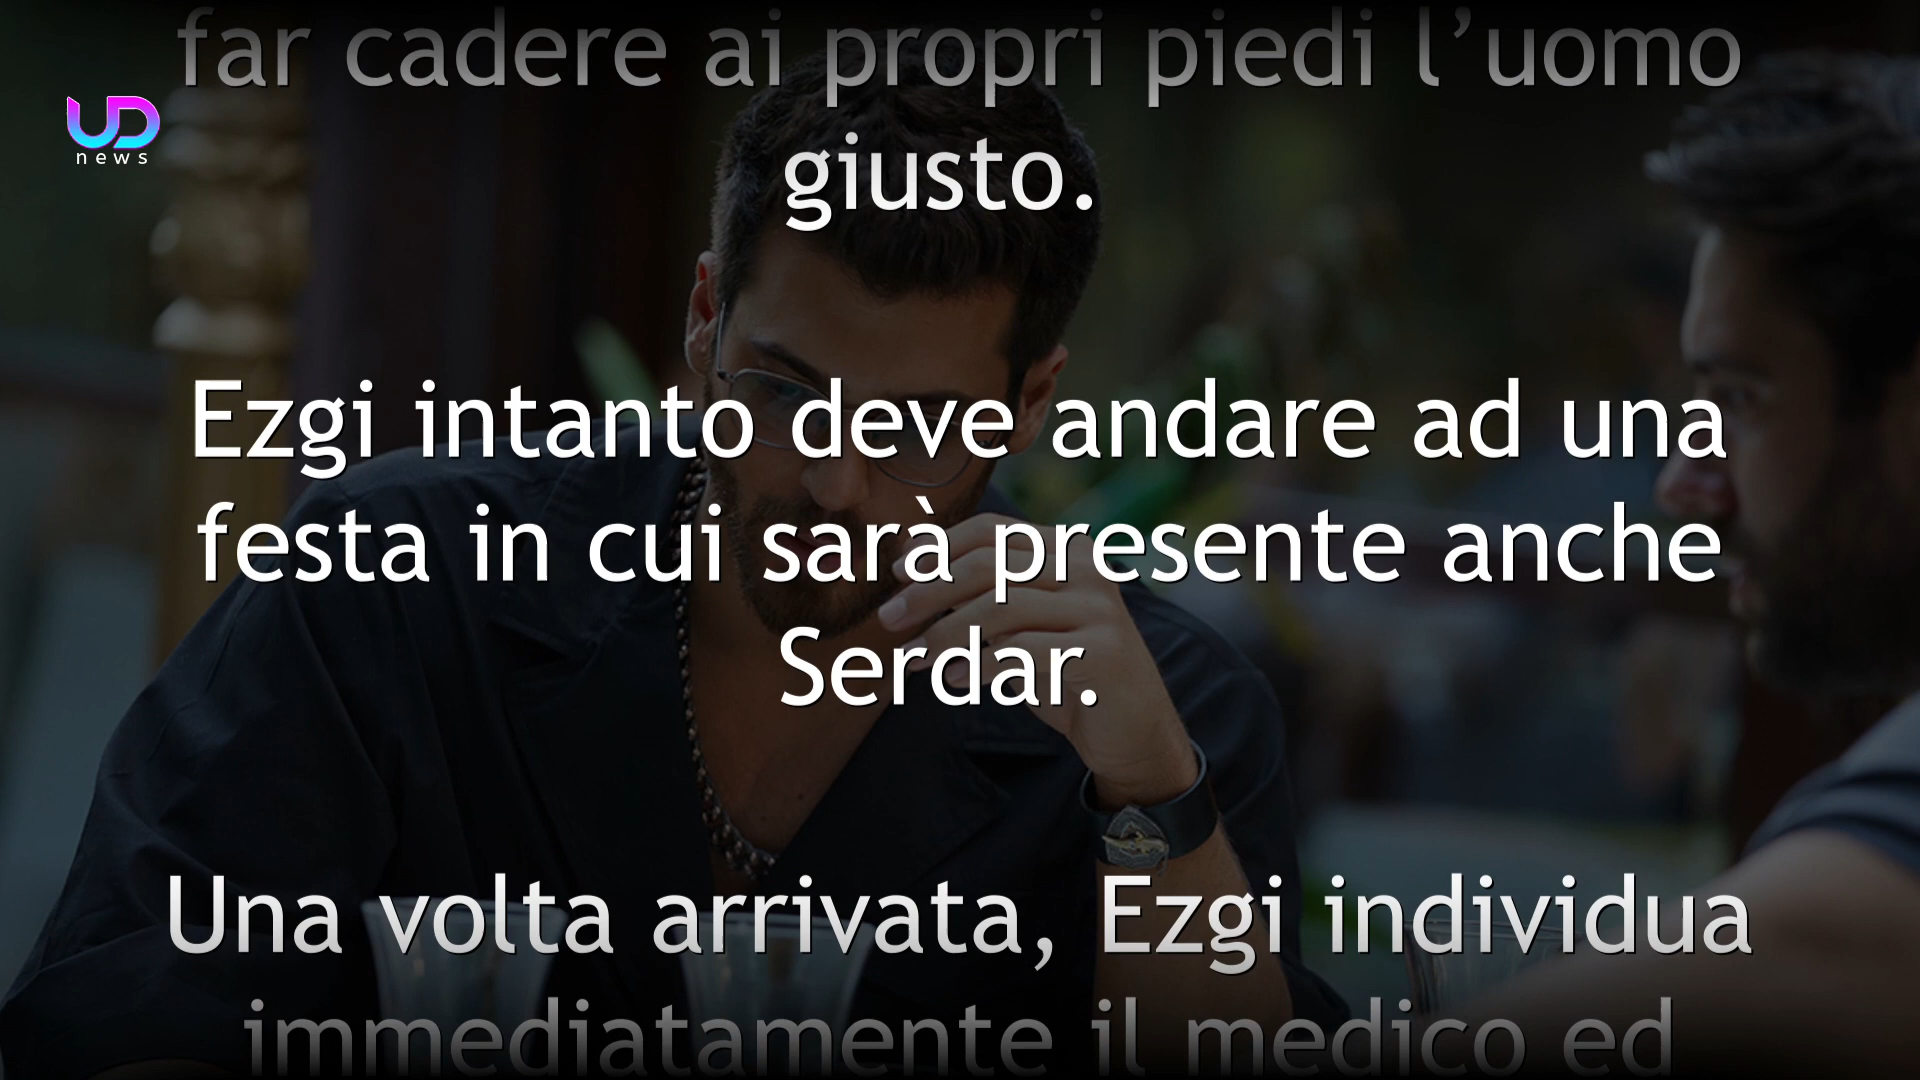 far cadere ai propri piedi l’uomo
UD
news
giusto.
Ezgi intanto deve andare ad una
festa in cui sarà presente anche
Serdar.
Una volta arrivata, Ezgi individua
immediatamente il medico ed